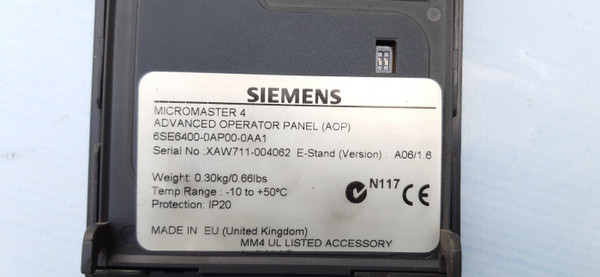 SIEMENS
MICROMASTER 4
ADVANCED OPERATOR PANEL (AOP)
6SE6400-0AP00-0AA1
Serial No :XAW711-004062 E-Stand (Version) : A06/1.6
Weight: 0.30kg/0.66lbs
Temp Range : -10 to +50ºC
Protection: IP20
N117 CE
MADE IN EU (United Kingdom)
MM4 UL LISTED ACCESSORY